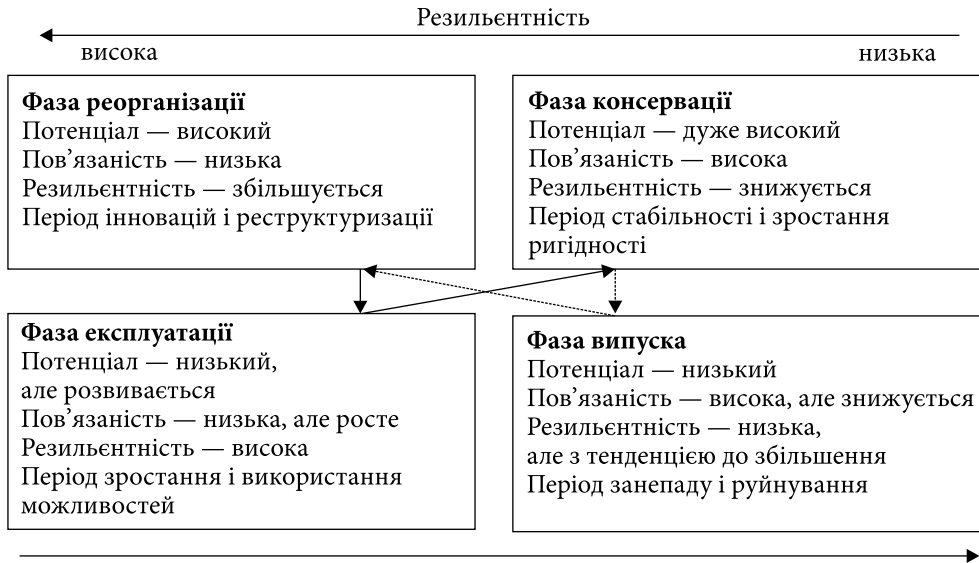 Резильєнтність
висока
низька
Фаза реорганізації
Потенціал — високий
Пов’язаність — низька
Резильєнтність — збільшується
Період інновацій і реструктуризації
Фаза консервації
Потенціал — дуже високий
Пов’язаність — висока
Резильєнтність — знижується
Період стабільності і зростання
ригідності
Фаза експлуатації
Потенціал — низький,
але розвивається
Пов’язаність — низька, але росте
Резильєнтність — висока
Період зростання і використання
можливостей
Фаза випуска
Потенціал — низький
Пов’язаність — висока, але знижується
Резильєнтність — низька,
але з тенденцією до збільшення
Період занепаду і руйнування